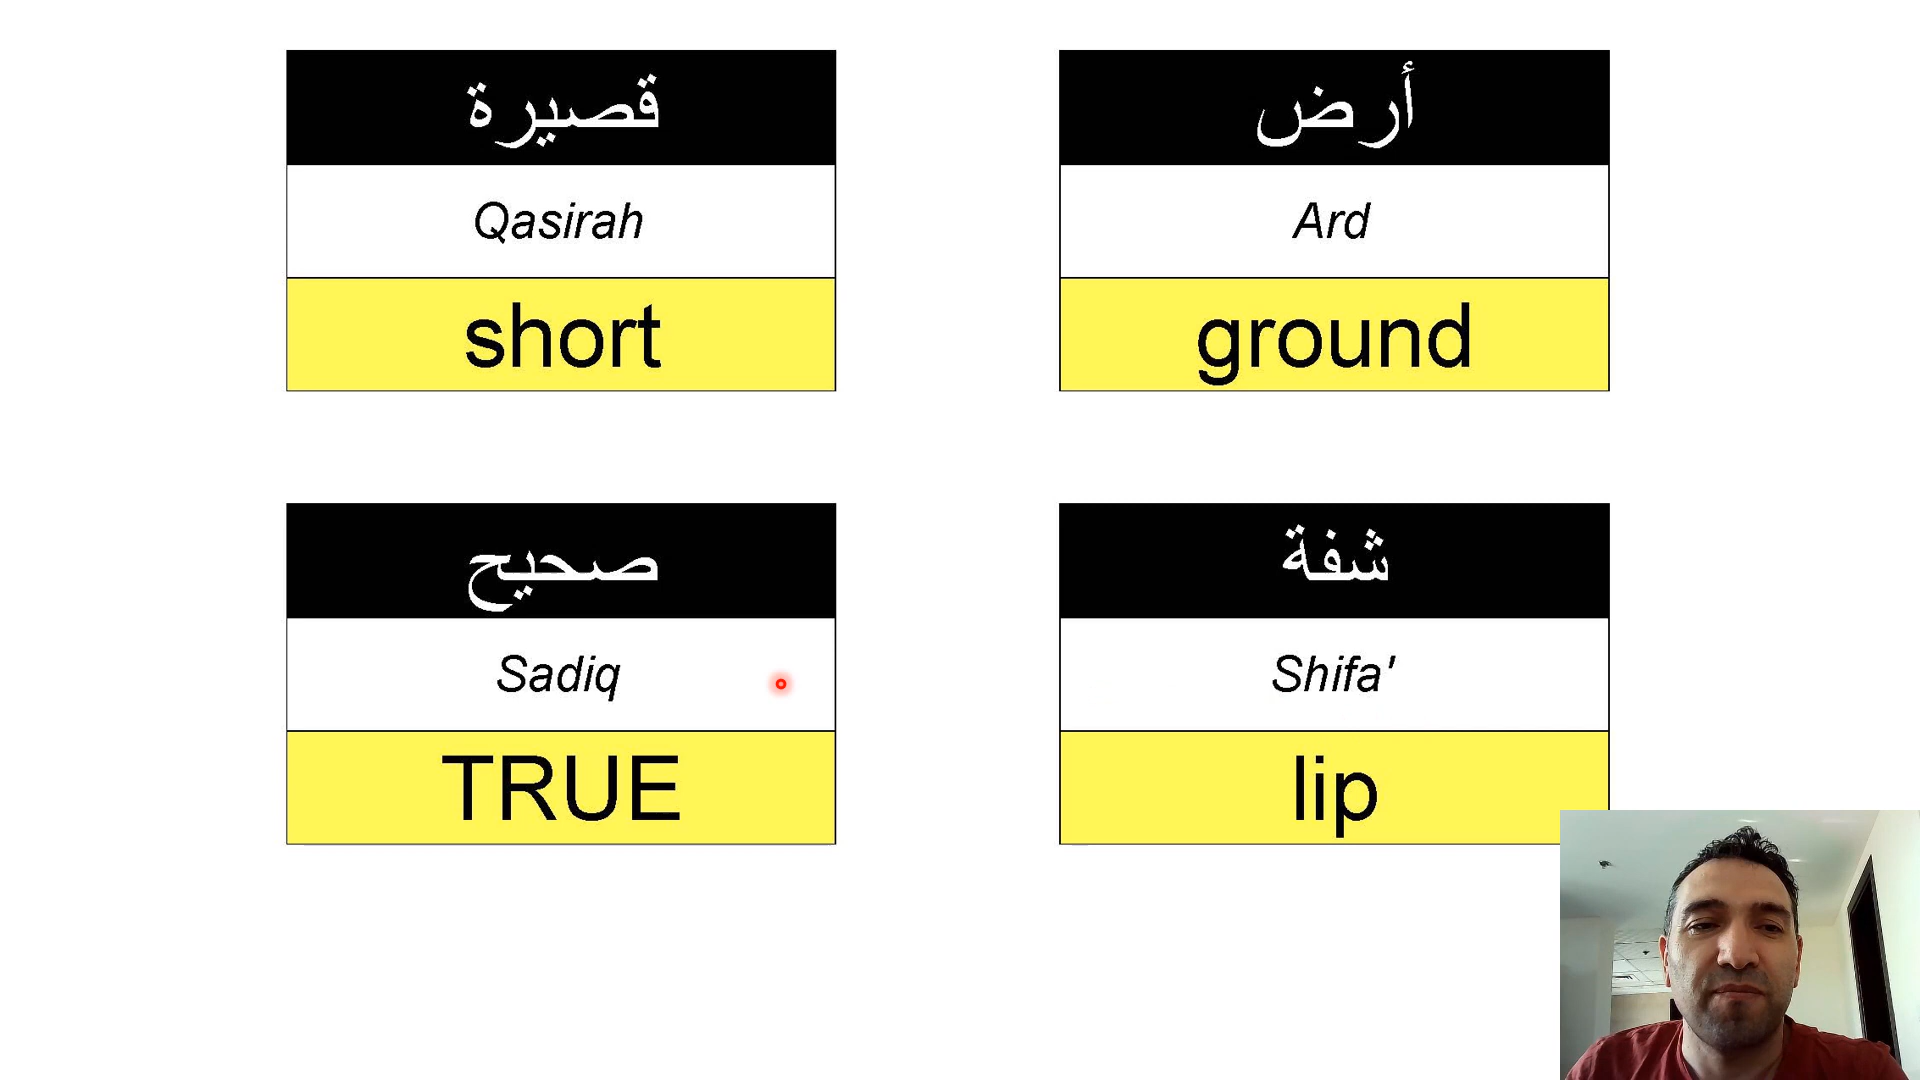 قصيرة
Qasirah
short
أرض
Ard
ground
صحيح
Sadiq
TRUE
شفة
Shifa'
lip